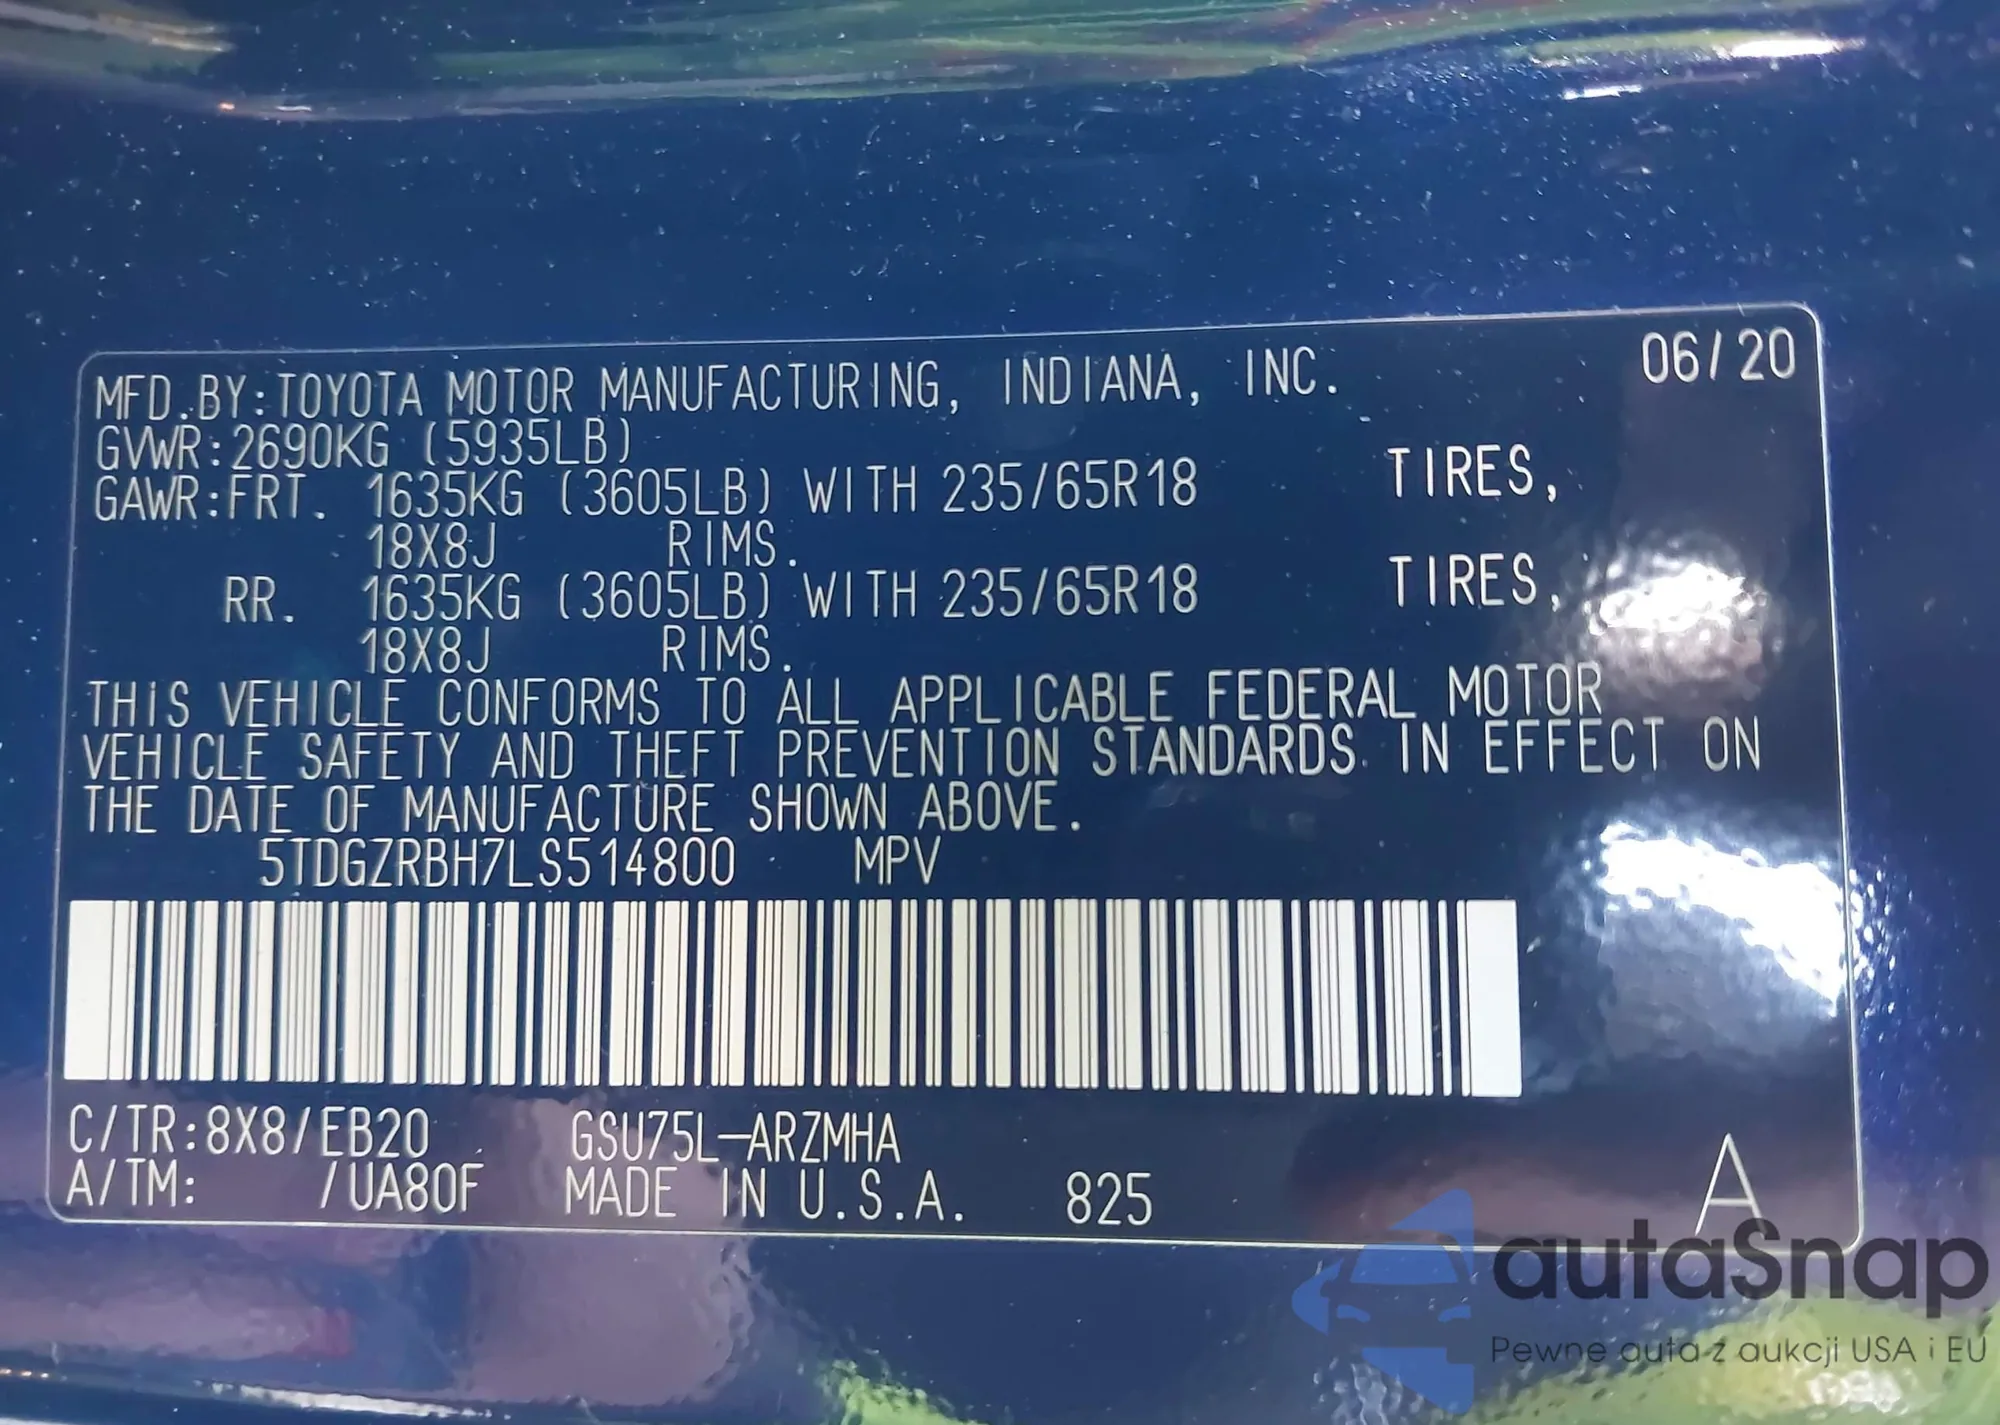 06/20
MFD.BY:TOYOTA MOTOR MANUFACTURING, INDIANA, INC.
GVWR:2690KG (5935LB)
GAWR:FRT. 1635KG (3605LB) WITH 235/65R18 TIRES,
18X8J RIMS.
RR. 1635KG (3605LB) WITH 235/65R18 TIRES,
18X8J RIMS.
THIS VEHICLE CONFORMS TO ALL APPLICABLE FEDERAL MOTOR
VEHICLE SAFETY AND THEFT PREVENTION STANDARDS IN EFFECT ON
THE DATE OF MANUFACTURE SHOWN ABOVE.
5TDGZRBH7LS514800 MPV
C/TR:8X8/EB20 GSU75L-ARZMHA
A/TM: /UA80F MADE IN U.S.A. 825 A
autaSnap
Pewne auta z aukcji USA i EU